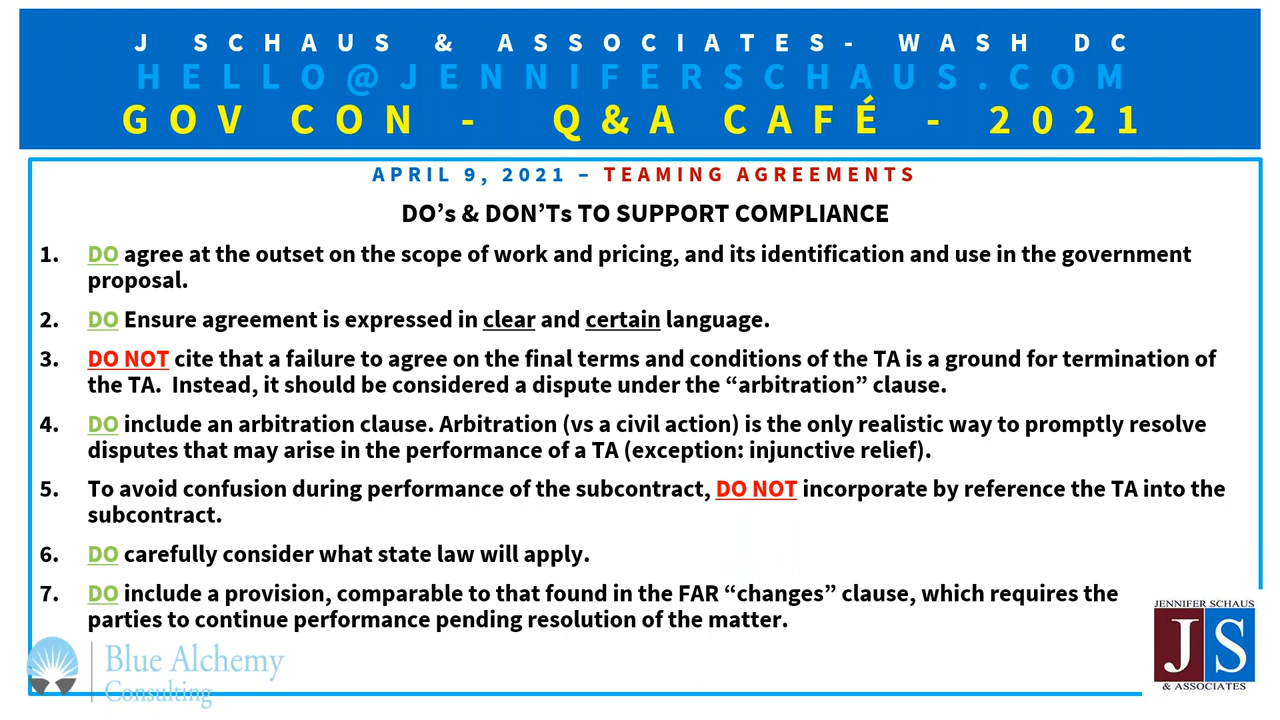 J SCHAUS & ASSOCIATES- WASH DC
HELLO@JENNIFERSCHAUS.COM
GOV CON - Q&A CAFÉ - 2021
APRIL 9, 2021 – TEAMING AGREEMENTS
DO's & DON'Ts TO SUPPORT COMPLIANCE
1. DO agree at the outset on the scope of work and pricing, and its identification and use in the government
proposal.
2. DO Ensure agreement is expressed in clear and certain language.
3. DO NOT cite that a failure to agree on the final terms and conditions of the TA is a ground for termination of
the TA. Instead, it should be considered a dispute under the “arbitration” clause.
4. DO include an arbitration clause. Arbitration (vs a civil action) is the only realistic way to promptly resolve
disputes that may arise in the performance of a TA (exception: injunctive relief).
5. To avoid confusion during performance of the subcontract, DO NOT incorporate by reference the TA into the
subcontract.
6. DO carefully consider what state law will apply.
7. DO include a provision, comparable to that found in the FAR “changes” clause, which requires the
parties to continue performance pending resolution of the matter.
Blue Alchemy
Consulting
JENNIFER SCHAUS
JS
& ASSOCIATES